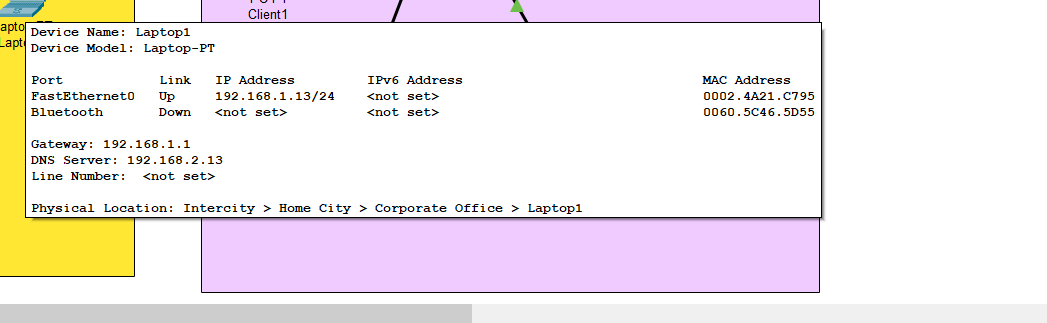 Client1
Device Name: Laptop1
Device Model: Laptop-PT
Port Link IP Address IPv6 Address MAC Address
FastEthernet0 Up 192.168.1.13/24 <not set> 0002.4A21.C795
Bluetooth Down <not set> <not set> 0060.5C46.5D55
Gateway: 192.168.1.1
DNS Server: 192.168.2.13
Line Number: <not set>
Physical Location: Intercity > Home City > Corporate Office > Laptop1